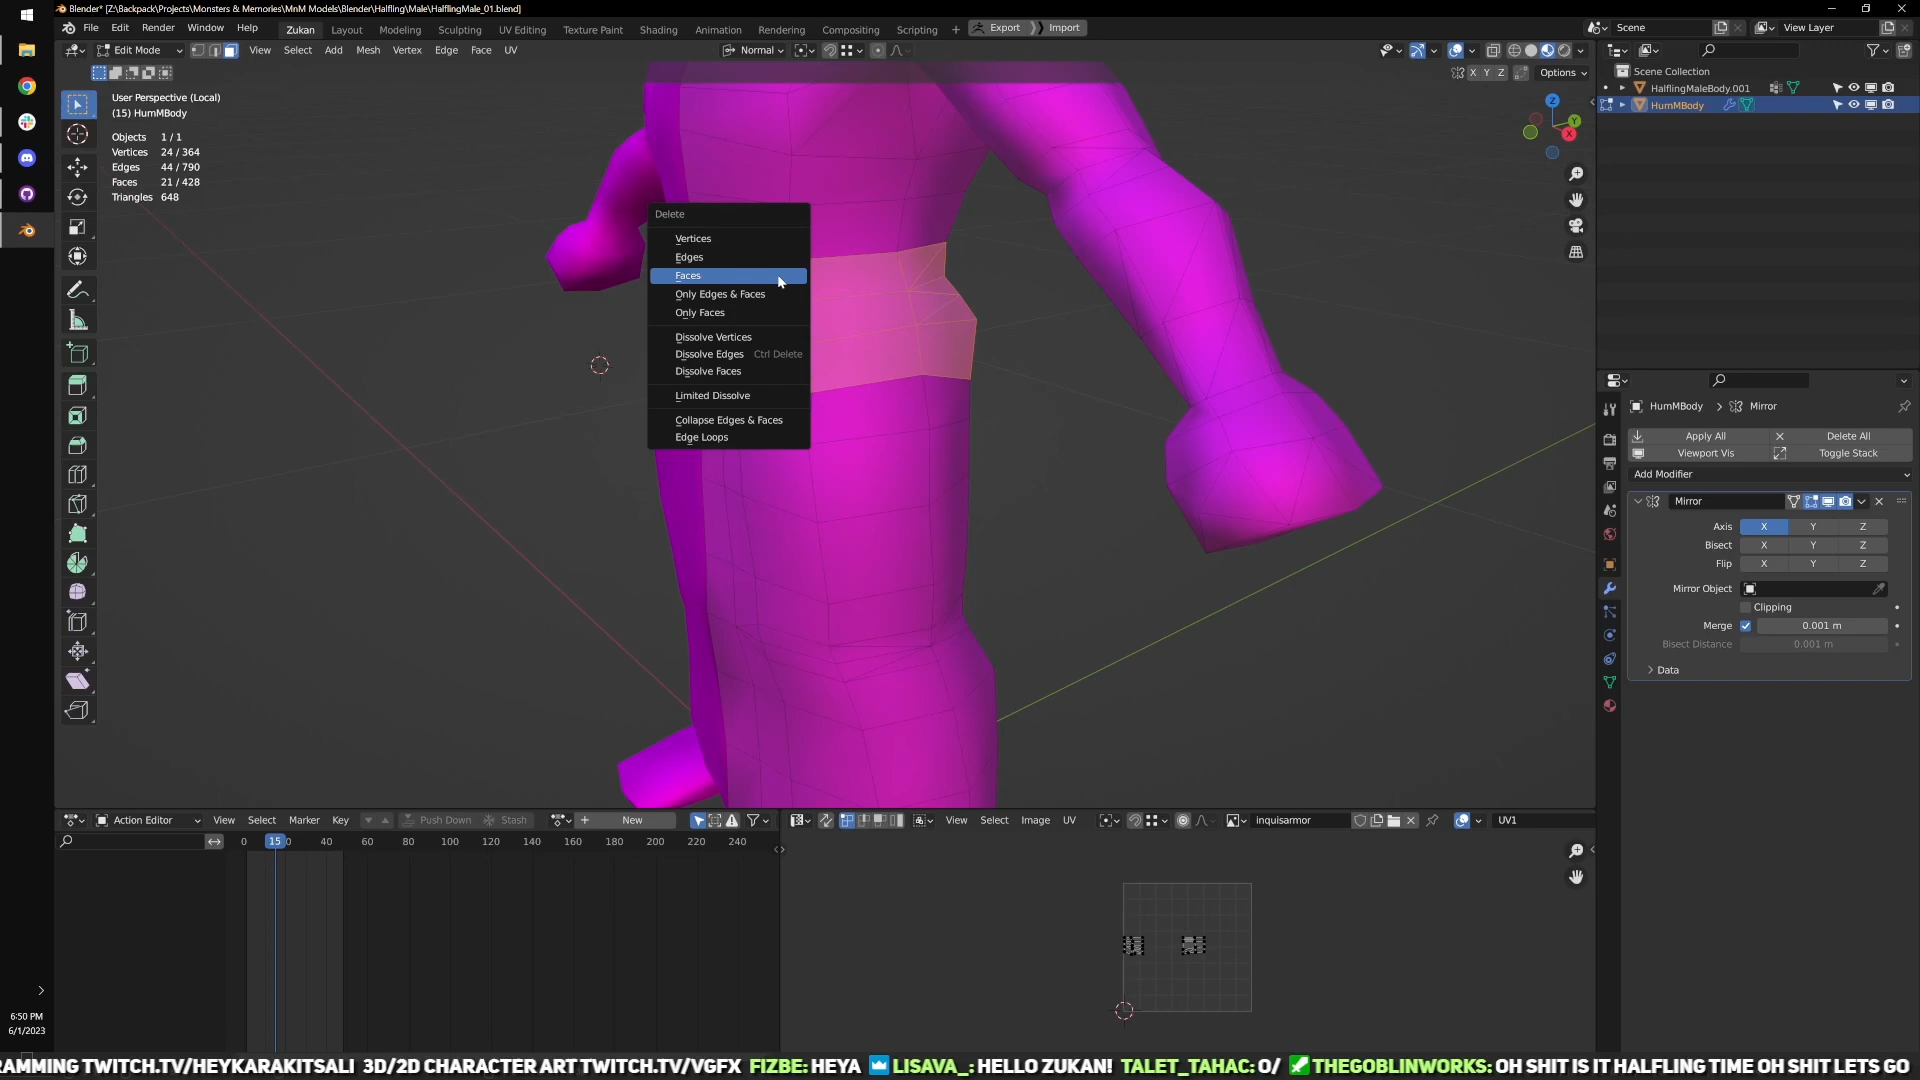 Blender* [Z:\Backpack\Projects\Monsters & Memories\MnM Models\Blender\Halfling\Male\HalflingMale_01.blend]
File Edit Render Window Help Zukan Layout Modeling Sculpting UV Editing Texture Paint Shading Animation Rendering Compositing Scripting + Export Import Scene View Layer
Edit Mode View Select Add Mesh Vertex Edge Face UV Normal
X Y Z Options
User Perspective (Local)
(15) HumMBody
Objects 1 / 1
Vertices 24 / 364
Edges 44 / 790
Faces 21 / 428
Triangles 648
Delete
Vertices
Edges
Faces
Only Edges & Faces
Only Faces
Dissolve Vertices
Dissolve Edges Ctrl Delete
Dissolve Faces
Limited Dissolve
Collapse Edges & Faces
Edge Loops
Z
Y
X
Scene Collection
HalflingMaleBody.001
HumMBody
HumMBody > Mirror
Apply All Delete All
Viewport Vis Toggle Stack
Add Modifier
Mirror
Axis X Y Z
Bisect X Y Z
Flip X Y Z
Mirror Object
Clipping
Merge 0.001 m
Bisect Distance 0.001 m
Data
Action Editor View Select Marker Key Push Down Stash + New
0 15 40 60 80 100 120 140 160 180 200 220 240
View Select Image UV inquisarmor UV1
6:50 PM
6/1/2023
RAMMING TWITCH.TV/HEYKARAKITSALI 3D/2D CHARACTER ART TWITCH.TV/VGFX FIZBE: HEYA LISAVA_: HELLO ZUKAN! TALET_TAHAC: O/ THEGOBLINWORKS: OH SHIT IS IT HALFLING TIME OH SHIT LETS GO